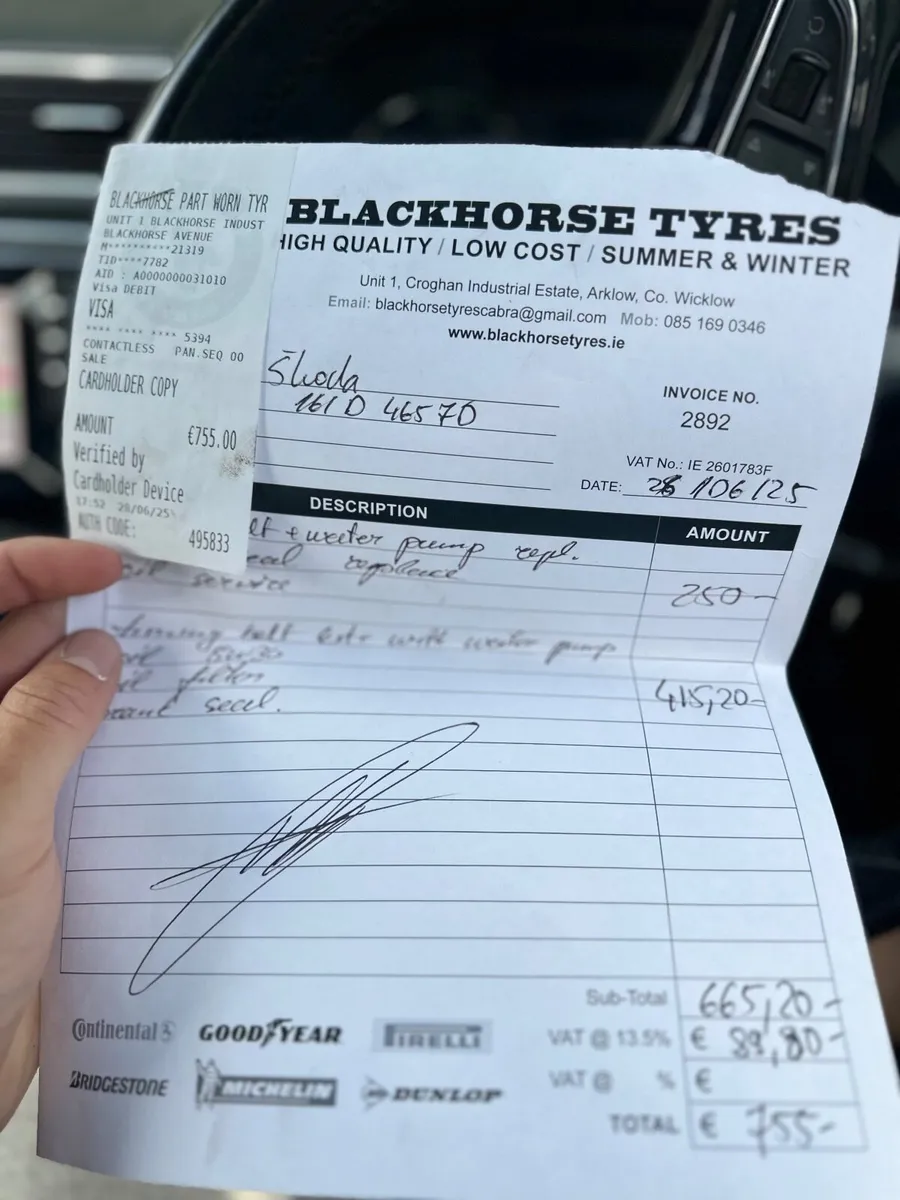 BLACKHORSE PART WORN TYR
UNIT 1 BLACKHORSE INDUST
BLACKHORSE AVENUE
M**********21319
TID****7782
AID : A0000000031010
Visa DEBIT
VISA
**** **** **** 5394
CONTACTLESS PAN.SEQ 00
SALE
CARDHOLDER COPY
AMOUNT €755.00
Verified by
Cardholder Device
17:52 28/06/25
AUTH CODE: 495833
BLACKHORSE TYRES
HIGH QUALITY / LOW COST / SUMMER & WINTER
Unit 1, Croghan Industrial Estate, Arklow, Co. Wicklow
Email: blackhorsetyrescabra@gmail.com Mob: 085 169 0346
www.blackhorsetyres.ie
Škoda
161 D 46570
INVOICE NO.
2892
VAT No.: IE 2601783F
DATE: 28/06/25
DESCRIPTION AMOUNT
water pump repl.
service 250-
belt with water pump
5W30
filter
seal. 415,20-
Sub-Total 665,20-
VAT @ 13.5% € 89,80-
VAT @ % €
TOTAL € 755-
Continental
GOODYEAR
PIRELLI
BRIDGESTONE
MICHELIN
DUNLOP